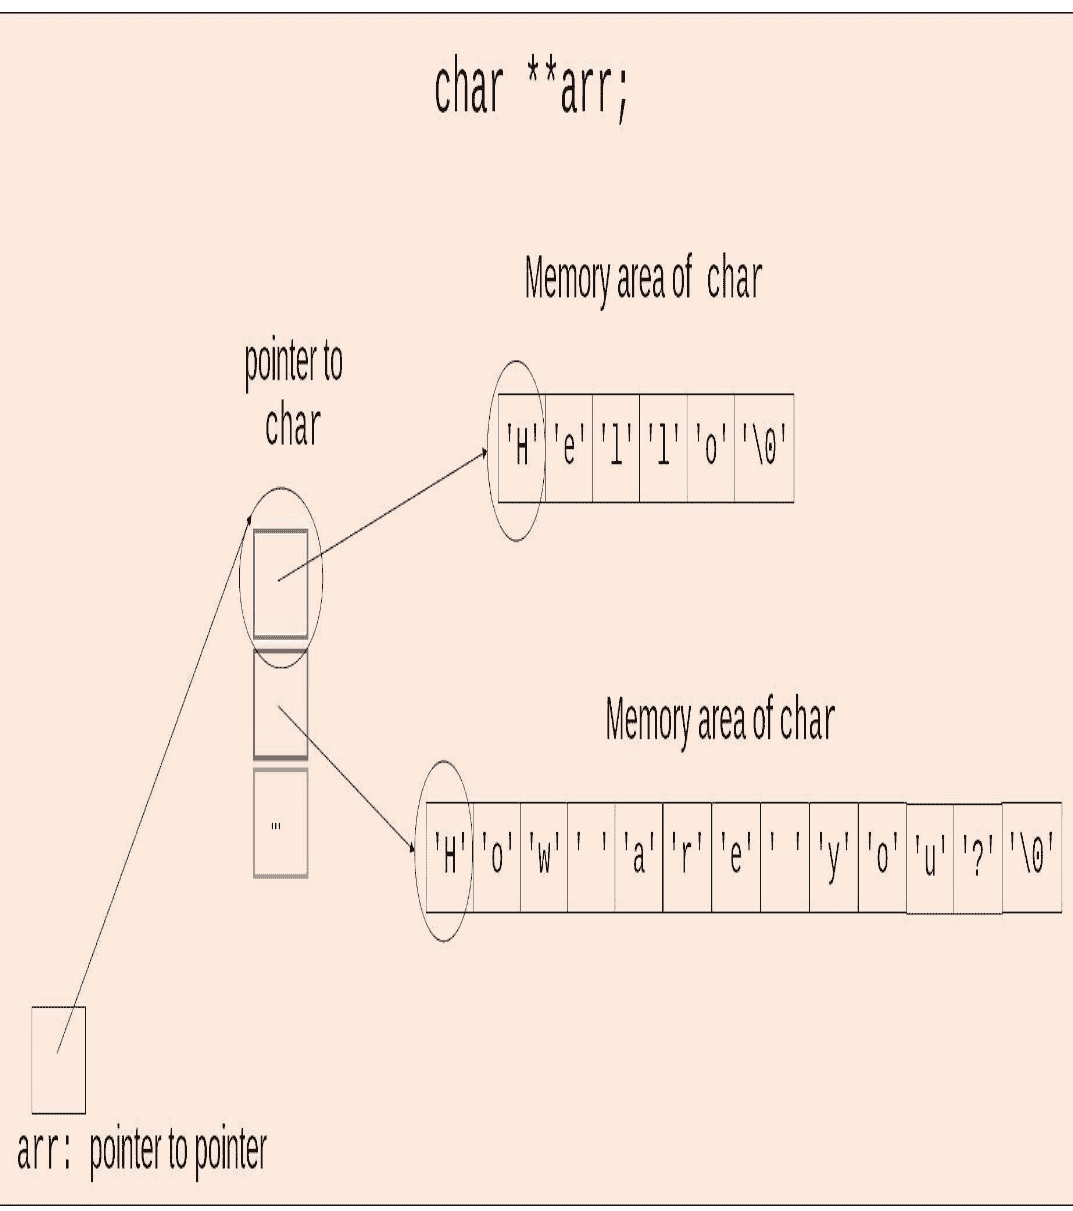 char **arr;
Memory area of char
pointer to
char
'H' 'e' 'l' 'l' 'o' '\0'
Memory area of char
...
'H' 'o' 'w' ' ' 'a' 'r' 'e' ' ' 'y' 'o' 'u' '?' '\0'
arr: pointer to pointer